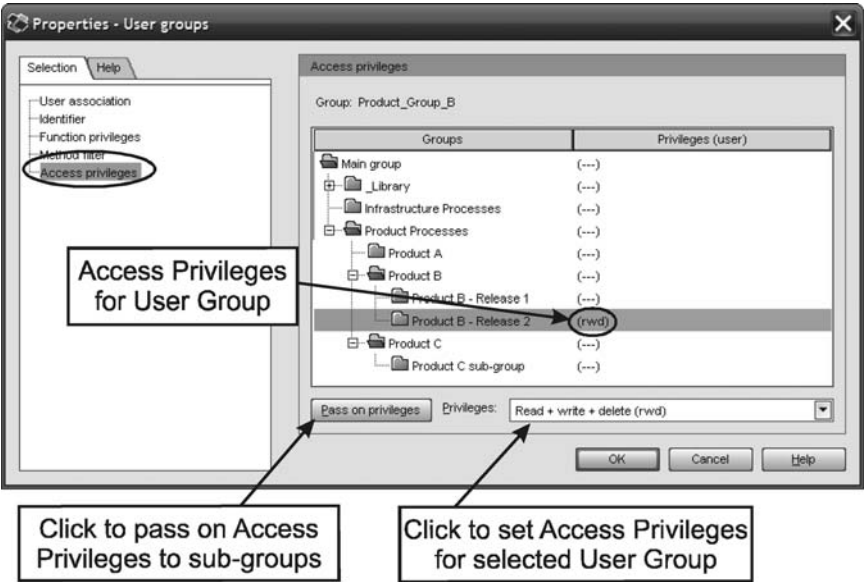 Properties - User groups
Selection Help
User association
Identifier
Function privileges
Method filter
Access privileges
Access privileges
Group: Product_Group_B
Groups Privileges (user)
Main group (---)
_Library (---)
Infrastructure Processes (---)
Product Processes (---)
Product A (---)
Product B (---)
Product B - Release 1 (---)
Product B - Release 2 (rwd)
Product C (---)
Product C sub-group (---)
Pass on privileges Privileges: Read + write + delete (rwd)
OK Cancel Help
Access Privileges
for User Group
Click to pass on Access
Privileges to sub-groups
Click to set Access Privileges
for selected User Group